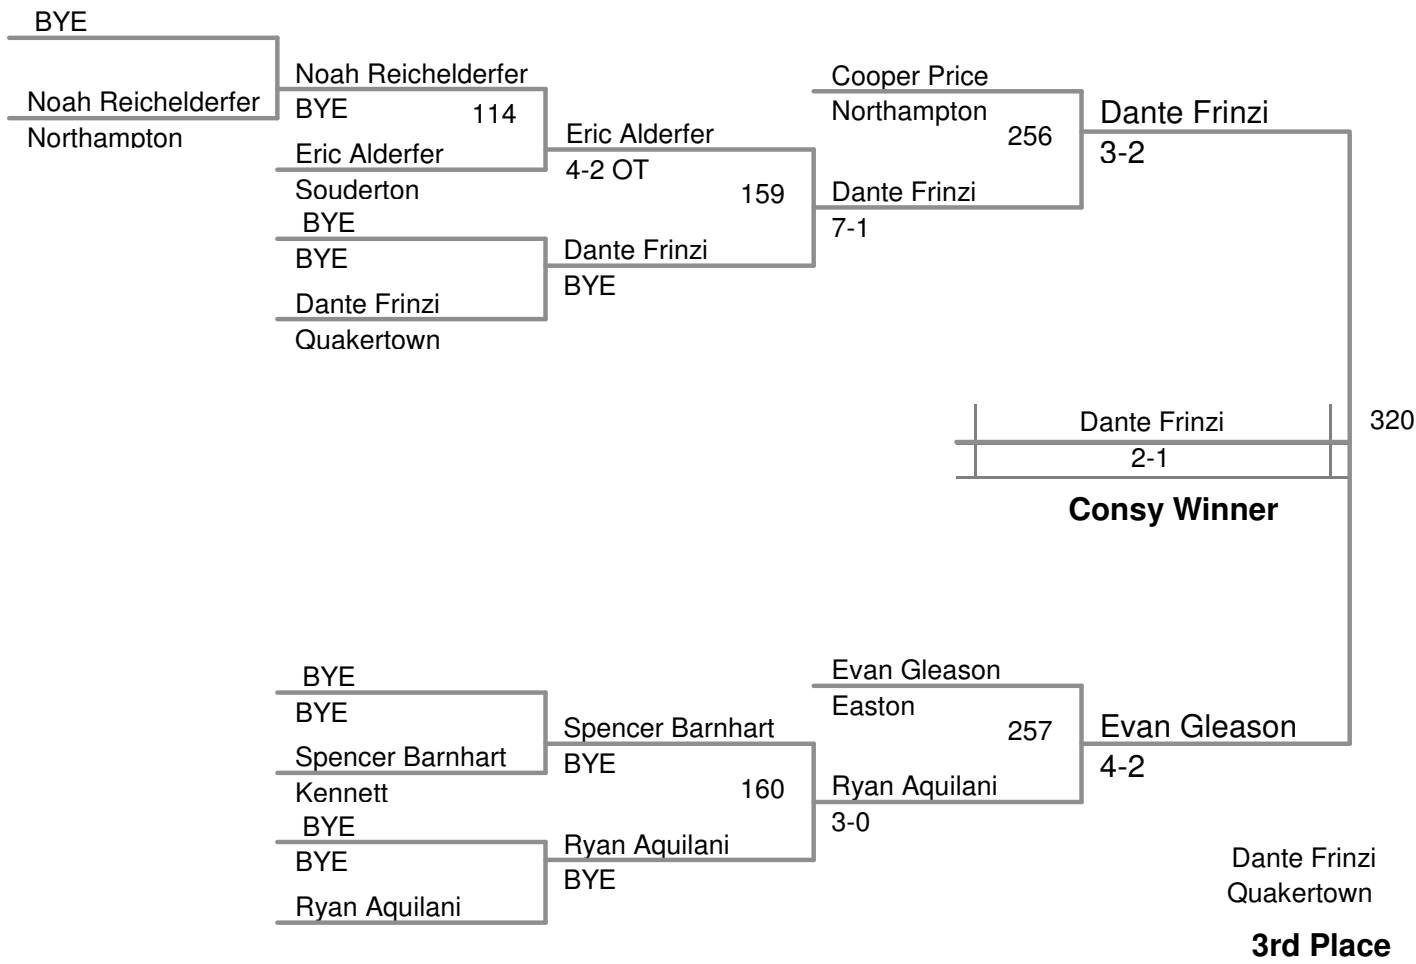 BYE
Noah Reichelderfer
Northampton
Noah Reichelderfer
BYE
114
Eric Alderfer
Souderton
BYE
BYE
Dante Frinzi
Quakertown
Eric Alderfer
4-2 OT
159
Dante Frinzi
BYE
Cooper Price
Northampton
256
Dante Frinzi
7-1
Dante Frinzi
3-2
Dante Frinzi
2-1
320
Consy Winner
BYE
BYE
Spencer Barnhart
Kennett
BYE
BYE
Ryan Aquilani
Spencer Barnhart
BYE
160
Ryan Aquilani
BYE
Evan Gleason
Easton
257
Ryan Aquilani
3-0
Evan Gleason
4-2
Dante Frinzi
Quakertown
3rd Place